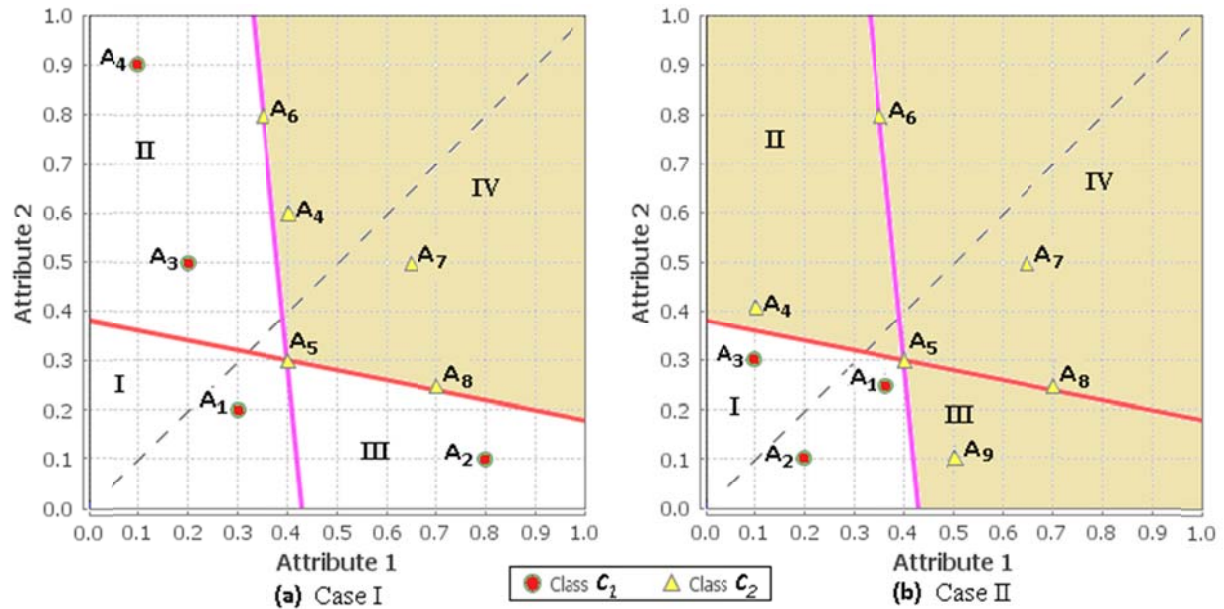 1.0
0.9
0.8
0.7
0.6
0.5
0.4
0.3
0.2
0.1
0.0
Attribute 2
A4
A6
II
IV
A4
A3
A7
A5
A8
I
A1
III
A2
0.0 0.1 0.2 0.3 0.4 0.5 0.6 0.7 0.8 0.9 1.0
Attribute 1
(a) Case I
1.0
0.9
0.8
0.7
0.6
0.5
0.4
0.3
0.2
0.1
0.0
Attribute 2
A6
II
IV
A7
A4
A5
A3
A1
A8
I
III
A2
A9
0.0 0.1 0.2 0.3 0.4 0.5 0.6 0.7 0.8 0.9 1.0
Attribute 1
(b) Case II
Class C1 Class C2